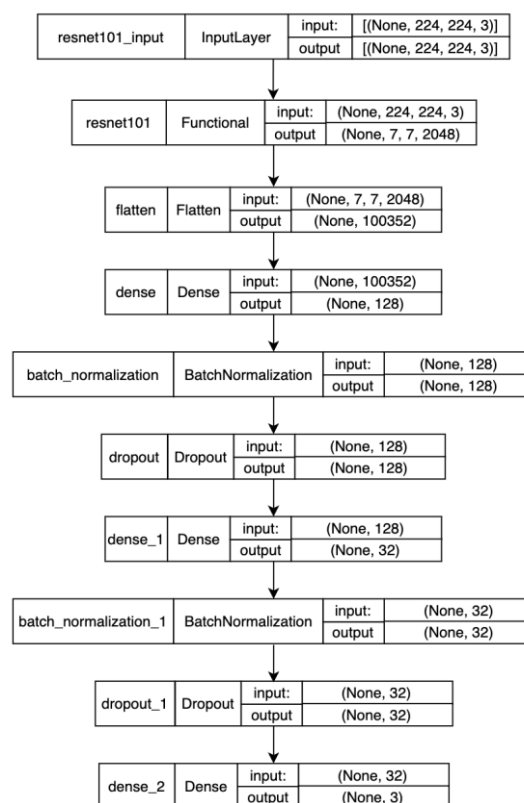 resnet101_input InputLayer input: [(None, 224, 224, 3)]
output [(None, 224, 224, 3)]
resnet101 Functional input: (None, 224, 224, 3)
output (None, 7, 7, 2048)
flatten Flatten input: (None, 7, 7, 2048)
output (None, 100352)
dense Dense input: (None, 100352)
output (None, 128)
batch_normalization BatchNormalization input: (None, 128)
output (None, 128)
dropout Dropout input: (None, 128)
output (None, 128)
dense_1 Dense input: (None, 128)
output (None, 32)
batch_normalization_1 BatchNormalization input: (None, 32)
output (None, 32)
dropout_1 Dropout input: (None, 32)
output (None, 32)
dense_2 Dense input: (None, 32)
output (None, 3)